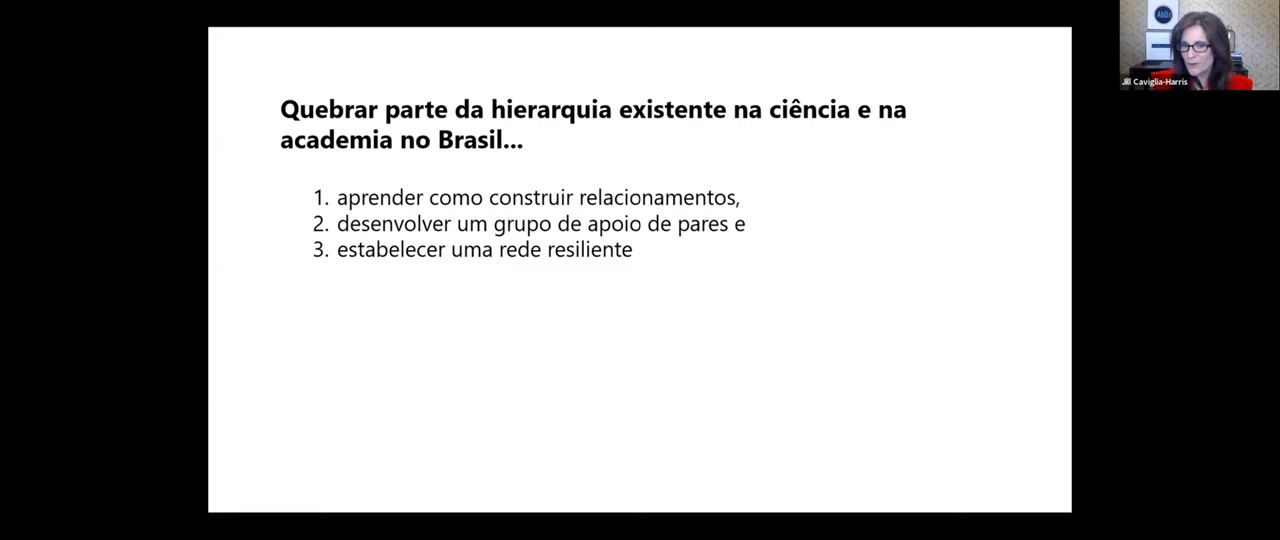 Quebrar parte da hierarquia existente na ciência e na
academia no Brasil...
1. aprender como construir relacionamentos,
2. desenvolver um grupo de apoio de pares e
3. estabelecer uma rede resiliente
Jill Caviglia-Harris